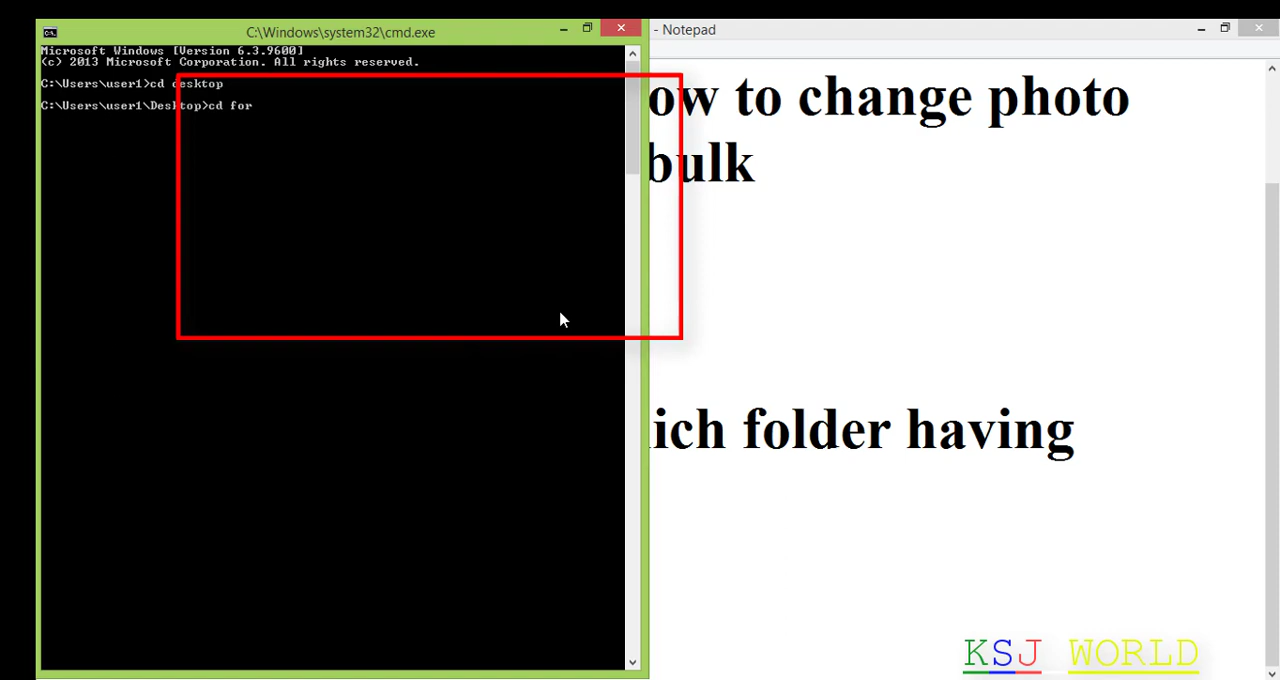 C:\Windows\system32\cmd.exe
Microsoft Windows [Version 6.3.9600]
(c) 2013 Microsoft Corporation. All rights reserved.
C:\Users\user1>cd desktop
C:\Users\user1\Desktop>cd for
- Notepad
ow to change photo
bulk
ich folder having
KSJ WORLD